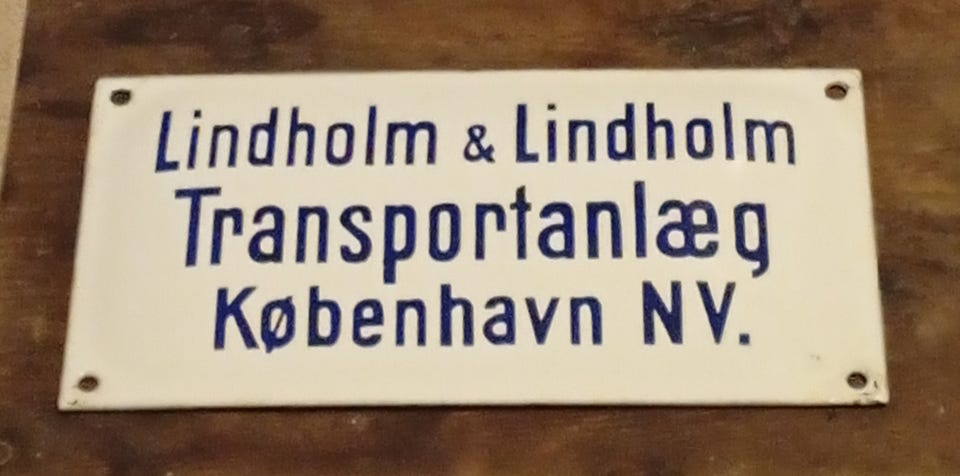 Lindholm & Lindholm
Transportanlæg
København NV.